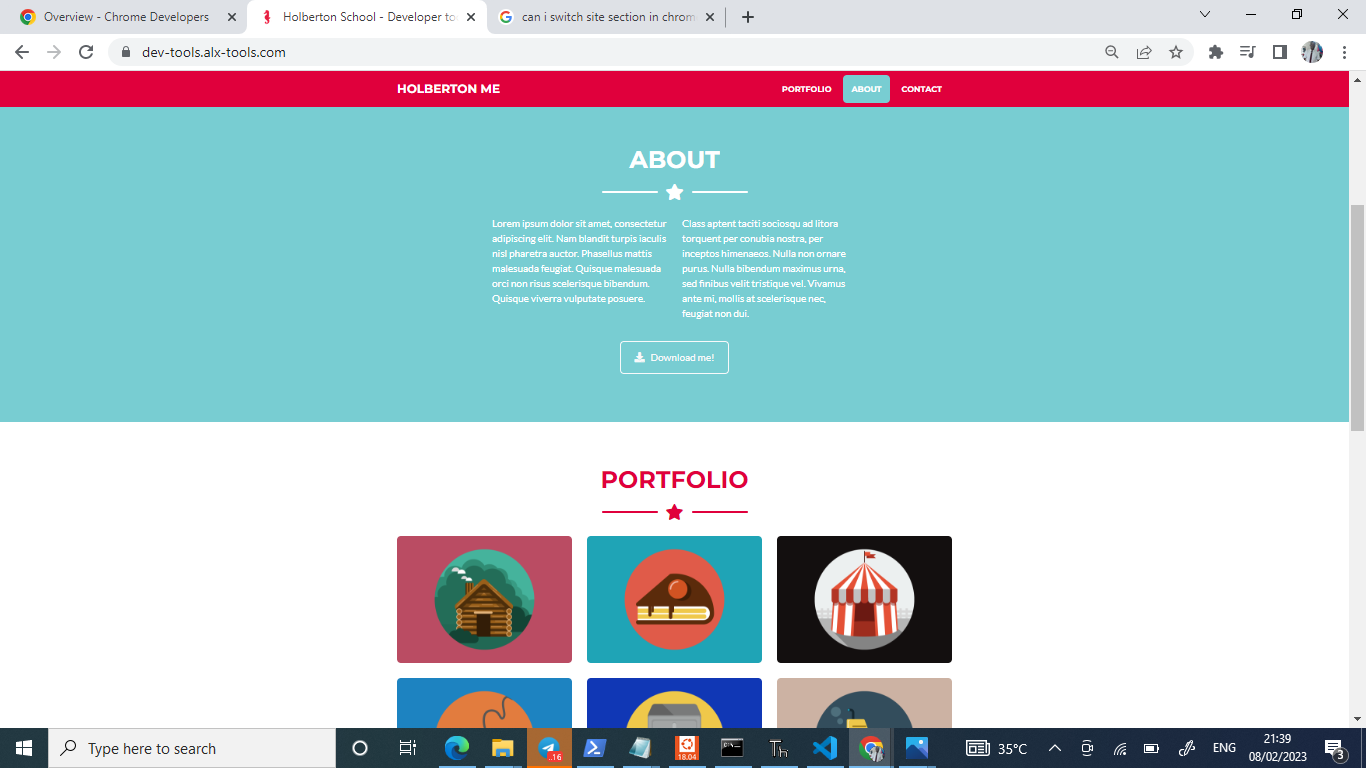 Overview - Chrome Developers
Holberton School - Developer to
can i switch site section in chrom
dev-tools.alx-tools.com
HOLBERTON ME
PORTFOLIO
ABOUT
CONTACT
ABOUT
Lorem ipsum dolor sit amet, consectetur
adipiscing elit. Nam blandit turpis iaculis
nisl pharetra auctor. Phasellus mattis
malesuada feugiat. Quisque malesuada
orci non risus scelerisque bibendum.
Quisque viverra vulputate posuere.
Class aptent taciti sociosqu ad litora
torquent per conubia nostra, per
inceptos himenaeos. Nulla non ornare
purus. Nulla bibendum maximus urna,
sed finibus velit tristique vel. Vivamus
ante mi, mollis at scelerisque nec,
feugiat non dui.
Download me!
PORTFOLIO
Type here to search
..16
18.04
Th
35°C
ENG
21:39
08/02/2023
3